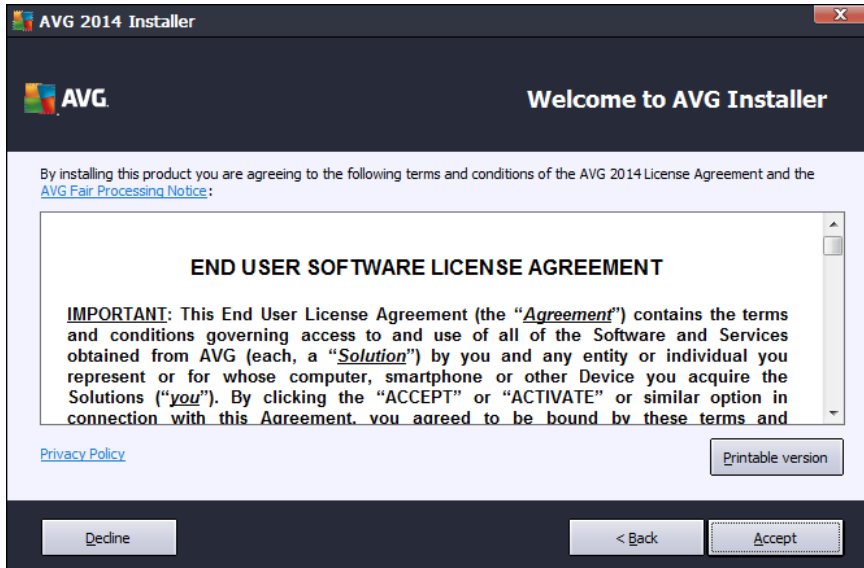 AVG 2014 Installer
X
AVG.
Welcome to AVG Installer
By installing this product you are agreeing to the following terms and conditions of the AVG 2014 License Agreement and the
AVG Fair Processing Notice:
END USER SOFTWARE LICENSE AGREEMENT
IMPORTANT: This End User License Agreement (the “Agreement”) contains the terms
and conditions governing access to and use of all of the Software and Services
obtained from AVG (each, a “Solution”) by you and any entity or individual you
represent or for whose computer, smartphone or other Device you acquire the
Solutions (“you”). By clicking the “ACCEPT” or “ACTIVATE” or similar option in
connection with this Agreement, you agreed to be bound by these terms and
Privacy Policy
Printable version
Decline
< Back
Accept